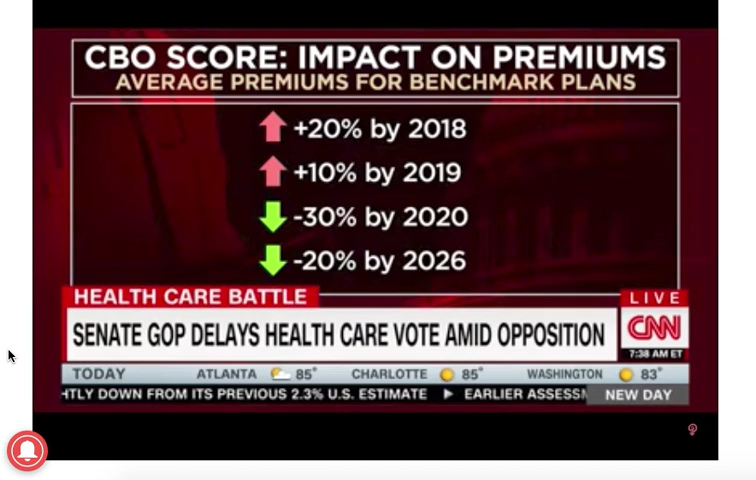 CBO SCORE: IMPACT ON PREMIUMS
AVERAGE PREMIUMS FOR BENCHMARK PLANS
+20% by 2018
+10% by 2019
-30% by 2020
-20% by 2026
HEALTH CARE BATTLE
LIVE
SENATE GOP DELAYS HEALTH CARE VOTE AMID OPPOSITION
CNN
7:38 AM ET
TODAY ATLANTA 85° CHARLOTTE 85° WASHINGTON 83°
HTLY DOWN FROM ITS PREVIOUS 2.3% U.S. ESTIMATE EARLIER ASSESSM NEW DAY